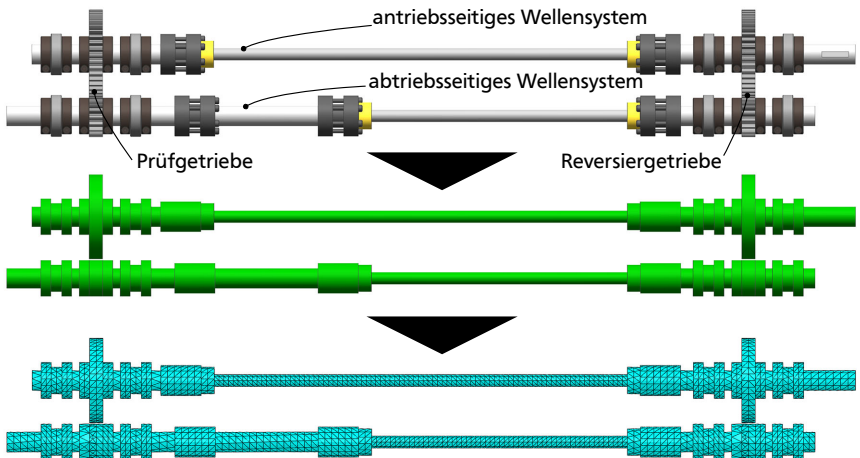 antriebsseitiges Wellensystem
abtriebsseitiges Wellensystem
Prüfgetriebe
Reversiergetriebe